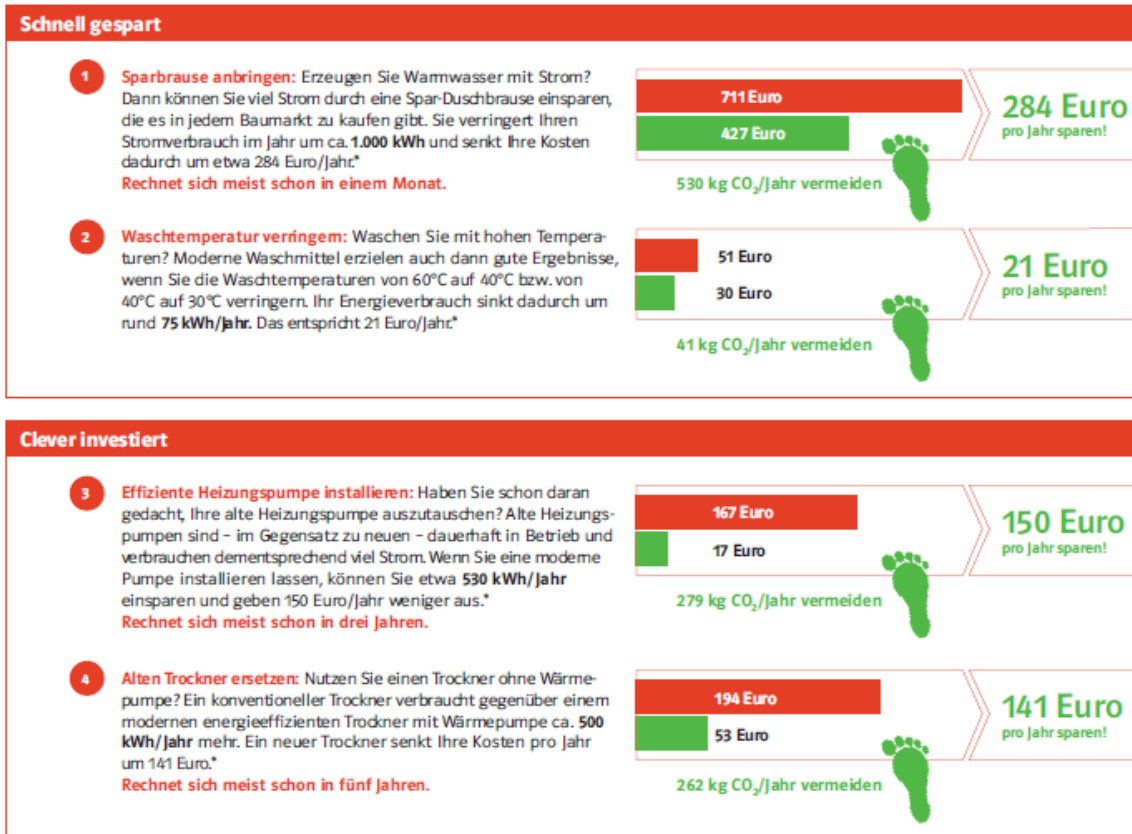 Schnell gespart
1
Sparbrause anbringen: Erzeugen Sie Warmwasser mit Strom?
Dann können Sie viel Strom durch eine Spar-Duschbrause einsparen,
die es in jedem Baumarkt zu kaufen gibt. Sie verringert Ihren
Stromverbrauch im Jahr um ca. 1.000 kWh und senkt Ihre Kosten
dadurch um etwa 284 Euro/Jahr.*
Rechnet sich meist schon in einem Monat.
711 Euro
427 Euro
530 kg CO₂/Jahr vermeiden
284 Euro
pro Jahr sparen!
2
Waschtemperatur verringern: Waschen Sie mit hohen Tempera-
turen? Moderne Waschmittel erzielen auch dann gute Ergebnisse,
wenn Sie die Waschtemperaturen von 60°C auf 40°C bzw. von
40°C auf 30°C verringern. Ihr Energieverbrauch sinkt dadurch um
rund 75 kWh/Jahr. Das entspricht 21 Euro/Jahr.*
51 Euro
30 Euro
41 kg CO₂/Jahr vermeiden
21 Euro
pro Jahr sparen!
Clever investiert
3
Effiziente Heizungspumpe installieren: Haben Sie schon daran
gedacht, Ihre alte Heizungspumpe auszutauschen? Alte Heizungs-
pumpen sind – im Gegensatz zu neuen – dauerhaft in Betrieb und
verbrauchen dementsprechend viel Strom. Wenn Sie eine moderne
Pumpe installieren lassen, können Sie etwa 530 kWh/Jahr
einsparen und geben 150 Euro/Jahr weniger aus.*
Rechnet sich meist schon in drei Jahren.
167 Euro
17 Euro
279 kg CO₂/Jahr vermeiden
150 Euro
pro Jahr sparen!
4
Alten Trockner ersetzen: Nutzen Sie einen Trockner ohne Wärme-
pumpe? Ein konventioneller Trockner verbraucht gegenüber einem
modernen energieeffizienten Trockner mit Wärmepumpe ca. 500
kWh/Jahr mehr. Ein neuer Trockner senkt Ihre Kosten pro Jahr
um 141 Euro.*
Rechnet sich meist schon in fünf Jahren.
194 Euro
53 Euro
262 kg CO₂/Jahr vermeiden
141 Euro
pro Jahr sparen!